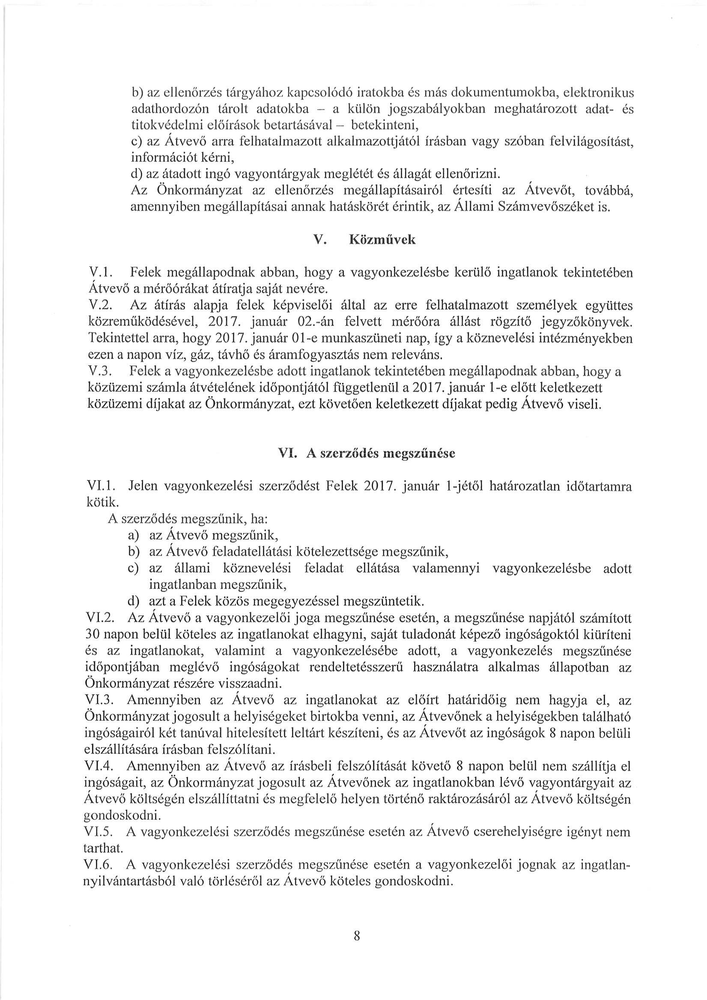 b) az ellenőrzés tárgyához kapcsolódó iratokba és más dokumentumokba, elektronikus
adathordozón tárolt adatokba – a külön jogszabályokban meghatározott adat- és
titokvédelmi előírások betartásával – betekinteni,
c) az Átvevő arra felhatalmazott alkalmazottjától írásban vagy szóban felvilágosítást,
információt kérni,
d) az átadott ingó vagyontárgyak meglétét és állagát ellenőrizni.
Az Önkormányzat az ellenőrzés megállapításairól értesíti az Átvevőt, továbbá,
amennyiben megállapításai annak hatáskörét érintik, az Állami Számvevőszéket is.
V. Közművek
V.1. Felek megállapodnak abban, hogy a vagyonkezelésbe kerülő ingatlanok tekintetében
Átvevő a mérőórákat átíratja saját nevére.
V.2. Az átírás alapja felek képviselői által az erre felhatalmazott személyek együttes
közreműködésével, 2017. január 02.-án felvett mérőóra állást rögzítő jegyzőkönyvek.
Tekintettel arra, hogy 2017. január 01-e munkaszüneti nap, így a köznevelési intézményekben
ezen a napon víz, gáz, távhő és áramfogyasztás nem releváns.
V.3. Felek a vagyonkezelésbe adott ingatlanok tekintetében megállapodnak abban, hogy a
közüzemi számla átvételének időpontjától függetlenül a 2017. január 1-e előtt keletkezett
közüzemi díjakat az Önkormányzat, ezt követően keletkezett díjakat pedig Átvevő viseli.
VI. A szerződés megszűnése
VI.1. Jelen vagyonkezelési szerződést Felek 2017. január 1-jétől határozatlan időtartamra
kötik.
A szerződés megszűnik, ha:
a) az Átvevő megszűnik,
b) az Átvevő feladatellátási kötelezettsége megszűnik,
c) az állami köznevelési feladat ellátása valamennyi vagyonkezelésbe adott
ingatlanban megszűnik,
d) azt a Felek közös megegyezéssel megszüntetik.
VI.2. Az Átvevő a vagyonkezelői joga megszűnése esetén, a megszűnése napjától számított
30 napon belül köteles az ingatlanokat elhagyni, saját tuladonát képező ingóságoktól kiüríteni
és az ingatlanokat, valamint a vagyonkezelésébe adott, a vagyonkezelés megszűnése
időpontjában meglévő ingóságokat rendeltetésszerű használatra alkalmas állapotban az
Önkormányzat részére visszaadni.
VI.3. Amennyiben az Átvevő az ingatlanokat az előírt határidőig nem hagyja el, az
Önkormányzat jogosult a helyiségeket birtokba venni, az Átvevőnek a helyiségekben található
ingóságairól két tanúval hitelesített leltárt készíteni, és az Átvevőt az ingóságok 8 napon belüli
elszállítására írásban felszólítani.
VI.4. Amennyiben az Átvevő az írásbeli felszólítását követő 8 napon belül nem szállítja el
ingóságait, az Önkormányzat jogosult az Átvevőnek az ingatlanokban lévő vagyontárgyait az
Átvevő költségén elszállíttatni és megfelelő helyen történő raktározásáról az Átvevő költségén
gondoskodni.
VI.5. A vagyonkezelési szerződés megszűnése esetén az Átvevő cserehelyiségre igényt nem
tarthat.
VI.6. A vagyonkezelési szerződés megszűnése esetén a vagyonkezelői jognak az ingatlan-
nyilvántartásból való törléséről az Átvevő köteles gondoskodni.
8